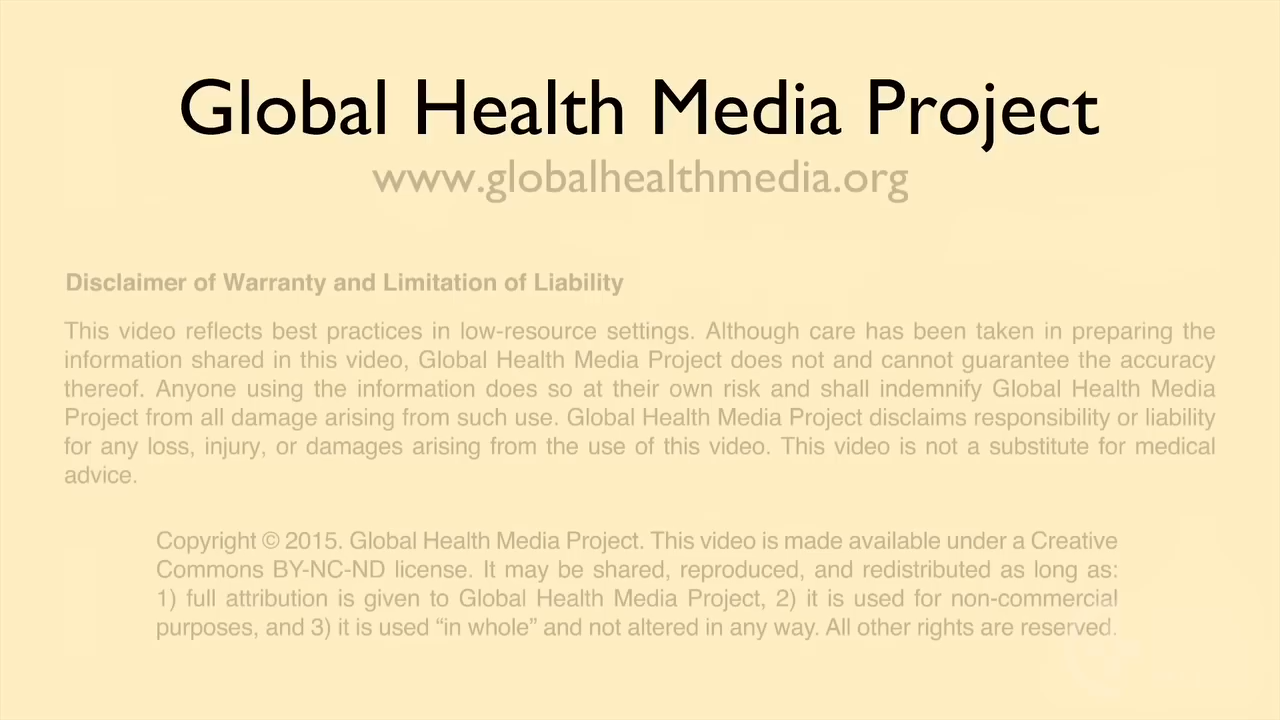 Global Health Media Project
www.globalhealthmedia.org
Disclaimer of Warranty and Limitation of Liability
This video reflects best practices in low-resource settings. Although care has been taken in preparing the
information shared in this video, Global Health Media Project does not and cannot guarantee the accuracy
thereof. Anyone using the information does so at their own risk and shall indemnify Global Health Media
Project from all damage arising from such use. Global Health Media Project disclaims responsibility or liability
for any loss, injury, or damages arising from the use of this video. This video is not a substitute for medical
advice.
Copyright © 2015. Global Health Media Project. This video is made available under a Creative
Commons BY-NC-ND license. It may be shared, reproduced, and redistributed as long as:
1) full attribution is given to Global Health Media Project, 2) it is used for non-commercial
purposes, and 3) it is used “in whole” and not altered in any way. All other rights are reserved.